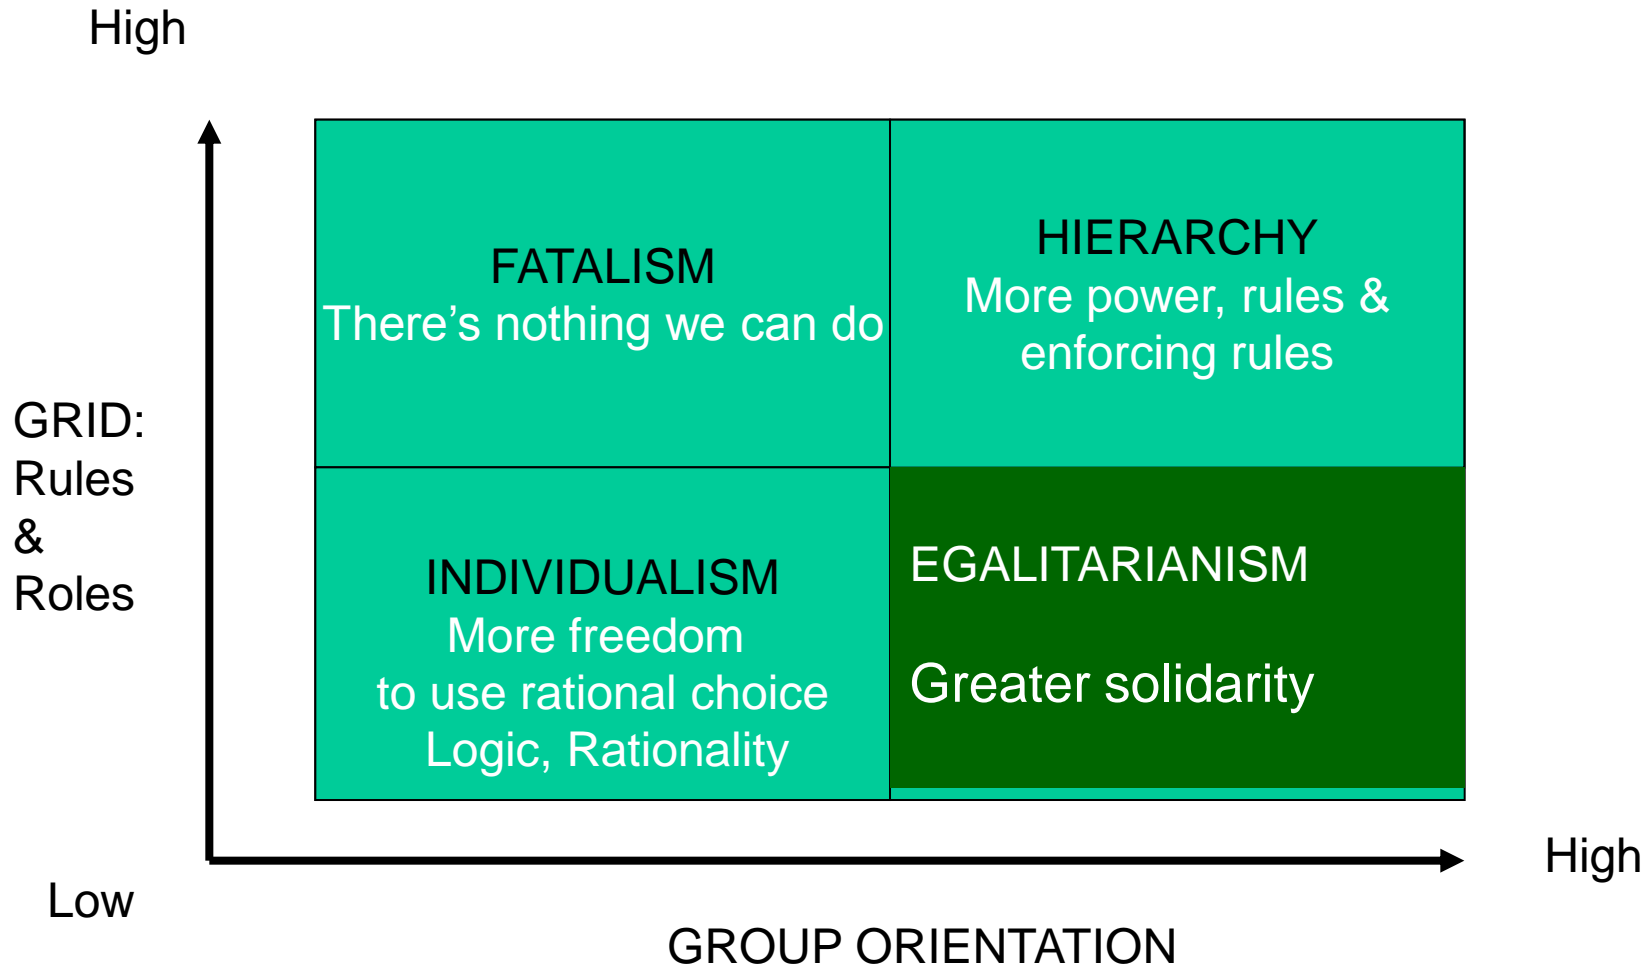 High
FATALISM
There’s nothing we can do
HIERARCHY
More power, rules &
enforcing rules
GRID:
Rules
&
Roles
INDIVIDUALISM
More freedom
to use rational choice
Logic, Rationality
EGALITARIANISM
Greater solidarity
High
Low
GROUP ORIENTATION